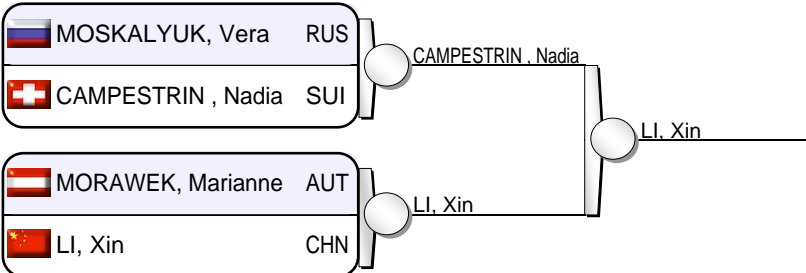 MOSKALYUK, Vera RUS
CAMPESTRIN , Nadia SUI
CAMPESTRIN , Nadia
MORAWEK, Marianne AUT
LI, Xin CHN
LI, Xin
LI, Xin